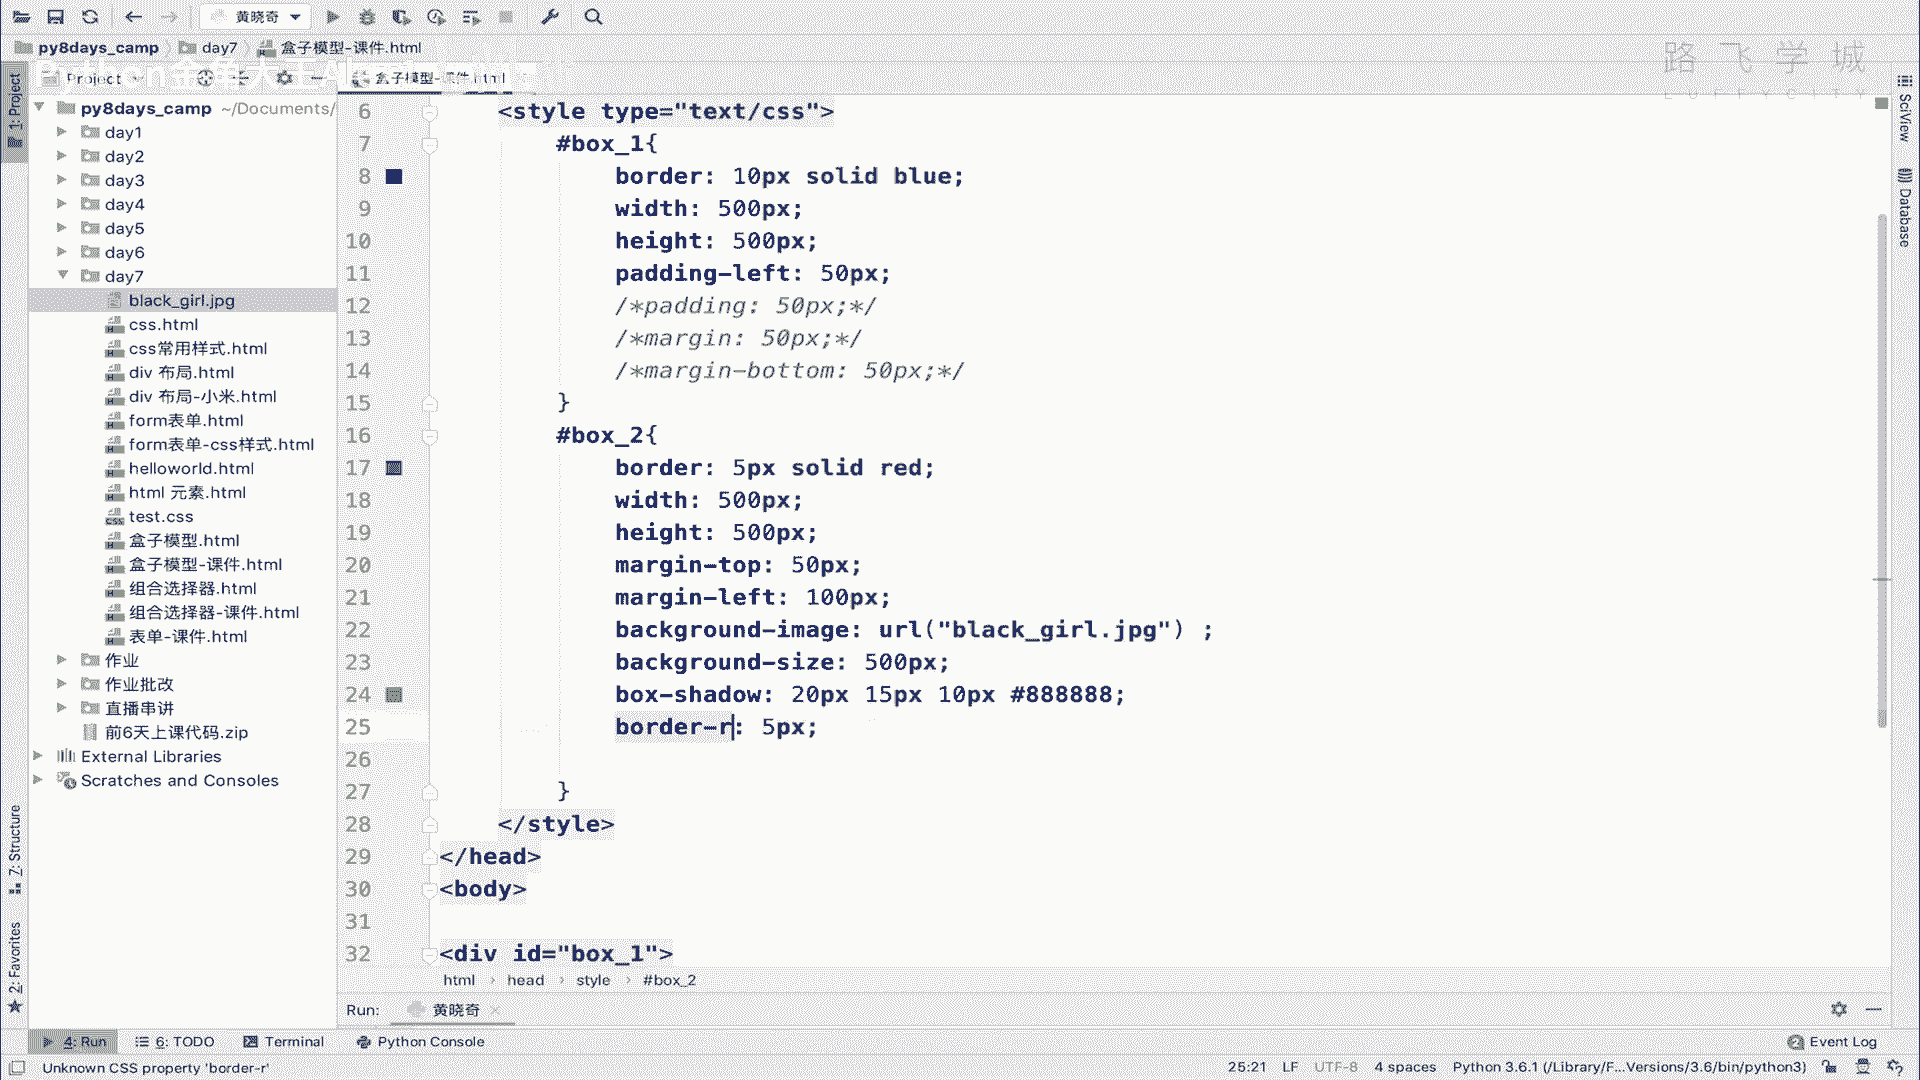 黄晓奇
py8days_camp
day7
盒子模型-课件.html
路飞学城
LUFFYCITY
1: Project
Project
盒子模型-课件.html
SciView
Database
py8days_camp ~/Documents/
day1
day2
day3
day4
day5
day6
day7
black_girl.jpg
css.html
css常用样式.html
div 布局.html
div 布局-小米.html
form表单.html
form表单-css样式.html
helloworld.html
html 元素.html
test.css
盒子模型.html
盒子模型-课件.html
组合选择器.html
组合选择器-课件.html
表单-课件.html
作业
作业批改
直播串讲
前6天上课代码.zip
External Libraries
Scratches and Consoles
6 <style type="text/css">
7 #box_1{
8 border: 10px solid blue;
9 width: 500px;
10 height: 500px;
11 padding-left: 50px;
12 /*padding: 50px;*/
13 /*margin: 50px;*/
14 /*margin-bottom: 50px;*/
15 }
16 #box_2{
17 border: 5px solid red;
18 width: 500px;
19 height: 500px;
20 margin-top: 50px;
21 margin-left: 100px;
22 background-image: url("black_girl.jpg") ;
23 background-size: 500px;
24 box-shadow: 20px 15px 10px #888888;
25 border-r: 5px;
26
27 }
28 </style>
29 </head>
30 <body>
31
32 <div id="box_1">
html head style #box_2
7: Structure
2: Favorites
Run: 黄晓奇
4: Run 6: TODO Terminal Python Console
2 Event Log
Unknown CSS property 'border-r'
25:21 LF UTF-8 4 spaces Python 3.6.1 (/Library/F...Versions/3.6/bin/python3)